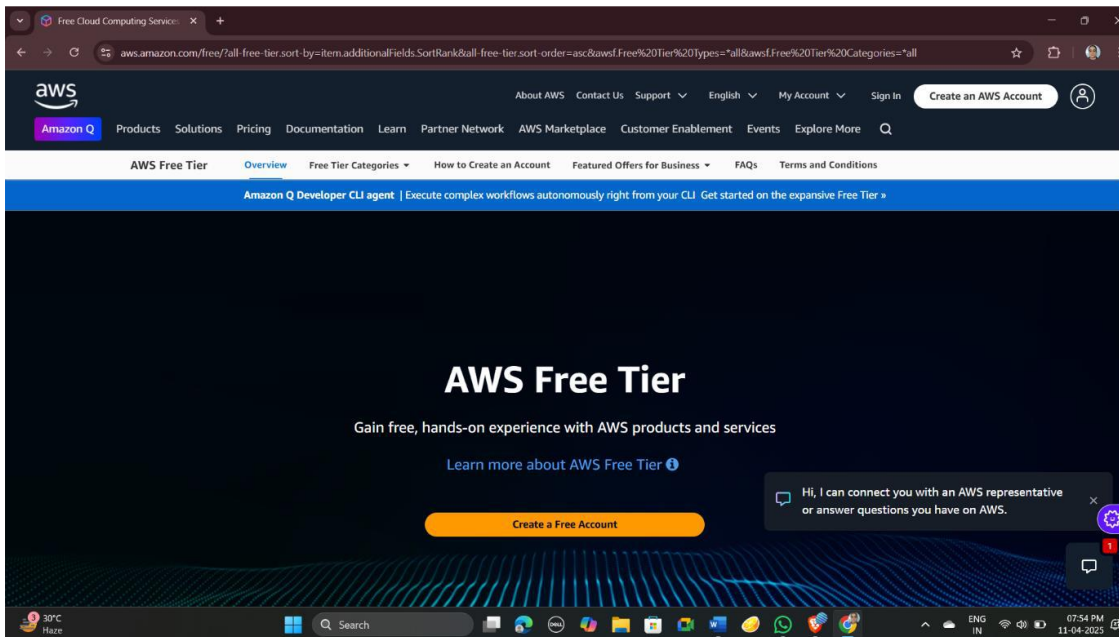 Free Cloud Computing Services
aws.amazon.com/free/?all-free-tier.sort-by=item.additionalFields.SortRank&all-free-tier.sort-order=asc&awsf.Free%20Tier%20Types=*all&awsf.Free%20Tier%20Categories=*all
aws
About AWS Contact Us Support English My Account Sign In Create an AWS Account
Amazon Q Products Solutions Pricing Documentation Learn Partner Network AWS Marketplace Customer Enablement Events Explore More
AWS Free Tier Overview Free Tier Categories How to Create an Account Featured Offers for Business FAQs Terms and Conditions
Amazon Q Developer CLI agent | Execute complex workflows autonomously right from your CLI Get started on the expansive Free Tier »
AWS Free Tier
Gain free, hands-on experience with AWS products and services
Learn more about AWS Free Tier
Hi, I can connect you with an AWS representative
or answer questions you have on AWS.
Create a Free Account
1
3 30°C
Haze
Search
DELL
ENG
IN
07:54 PM
11-04-2025